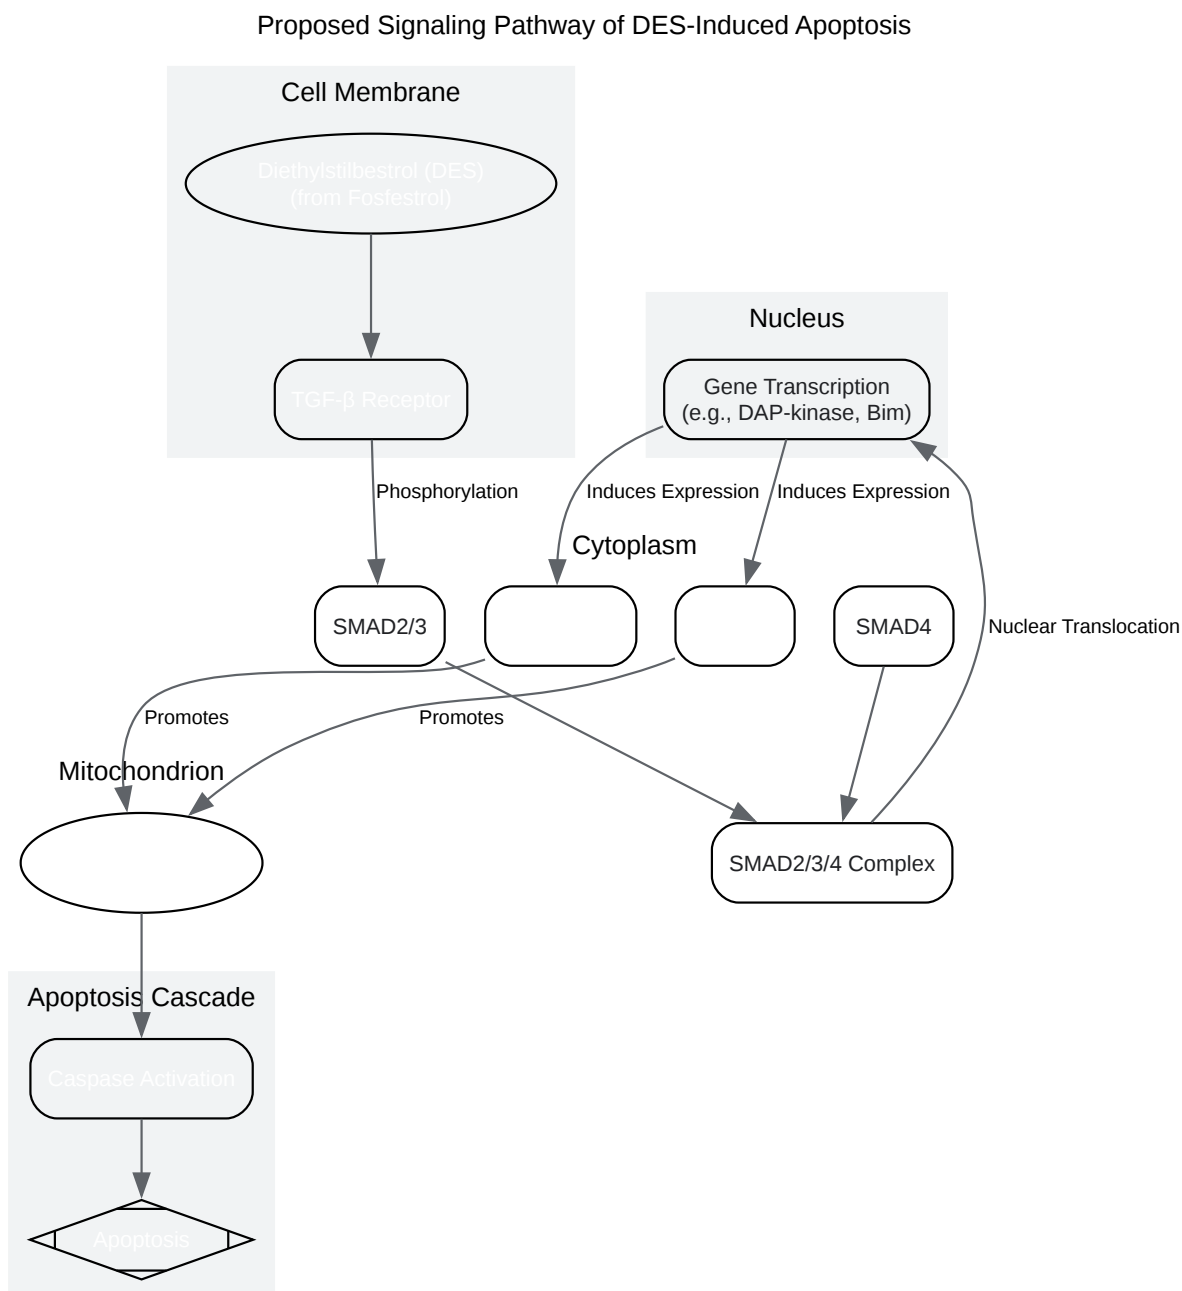 Proposed Signaling Pathway of DES-Induced Apoptosis
Cell Membrane
Diethylstilbestrol (DES)
(from Fosfestrol)
Nucleus
TGF-β Receptor
Gene Transcription
(e.g., DAP-kinase, Bim)
Phosphorylation
Induces Expression
Induces Expression
Cytoplasm
SMAD2/3
SMAD4
Nuclear Translocation
Promotes
Promotes
Mitochondrion
SMAD2/3/4 Complex
Apoptosis Cascade
Caspase Activation
Apoptosis